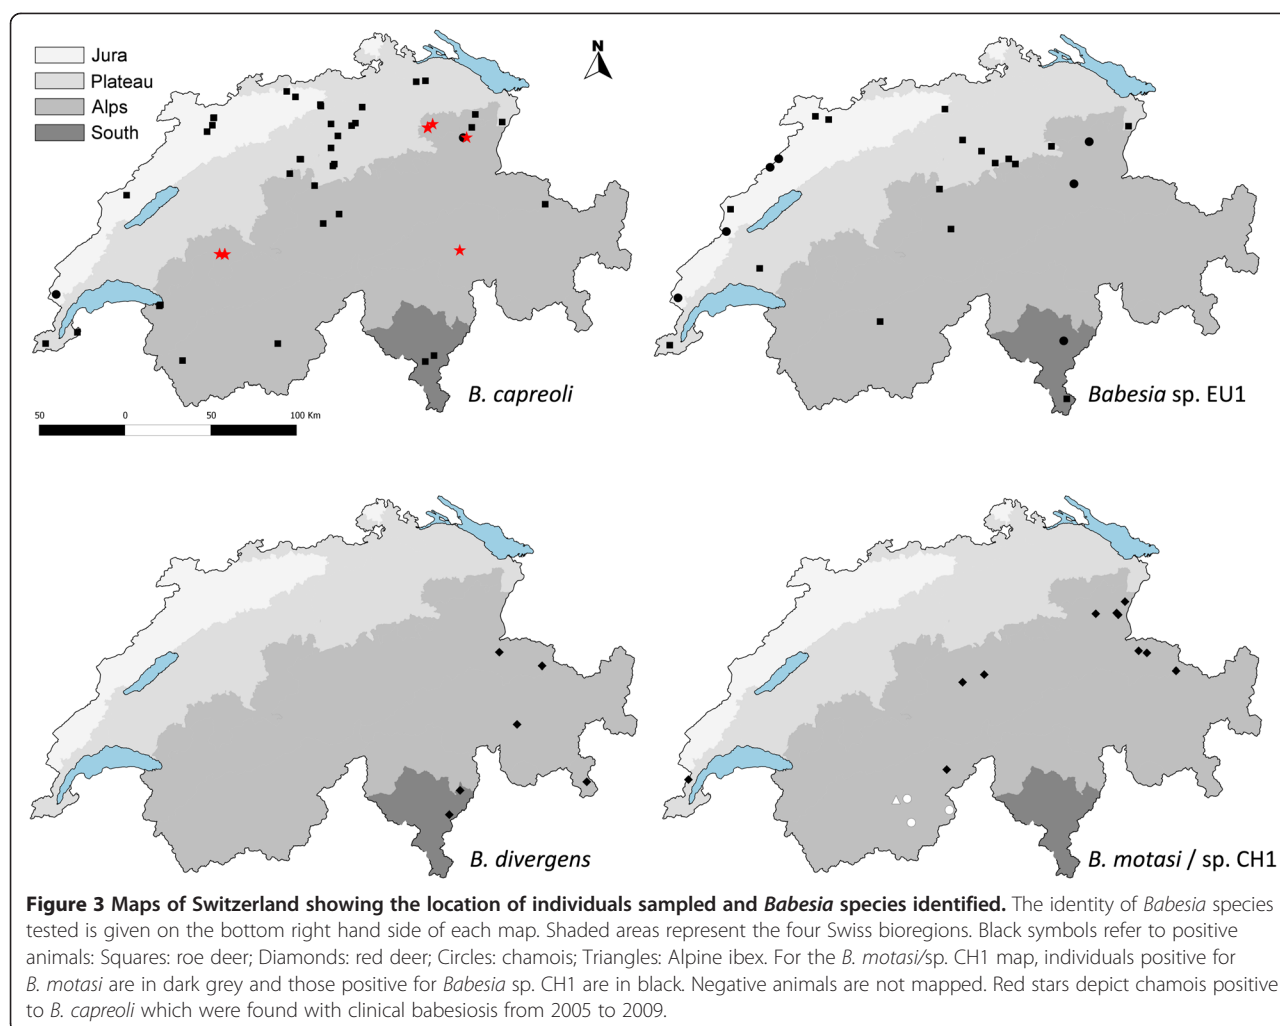 Jura
Plateau
Alps
South
N
B. capreoli
50 0 50 100 Km
Babesia sp. EU1
B. divergens
B. motasi / sp. CH1
Figure 3 Maps of Switzerland showing the location of individuals sampled and Babesia species identified. The identity of Babesia species
tested is given on the bottom right hand side of each map. Shaded areas represent the four Swiss bioregions. Black symbols refer to positive
animals: Squares: roe deer; Diamonds: red deer; Circles: chamois; Triangles: Alpine ibex. For the B. motasi/sp. CH1 map, individuals positive for
B. motasi are in dark grey and those positive for Babesia sp. CH1 are in black. Negative animals are not mapped. Red stars depict chamois positive
to B. capreoli which were found with clinical babesiosis from 2005 to 2009.